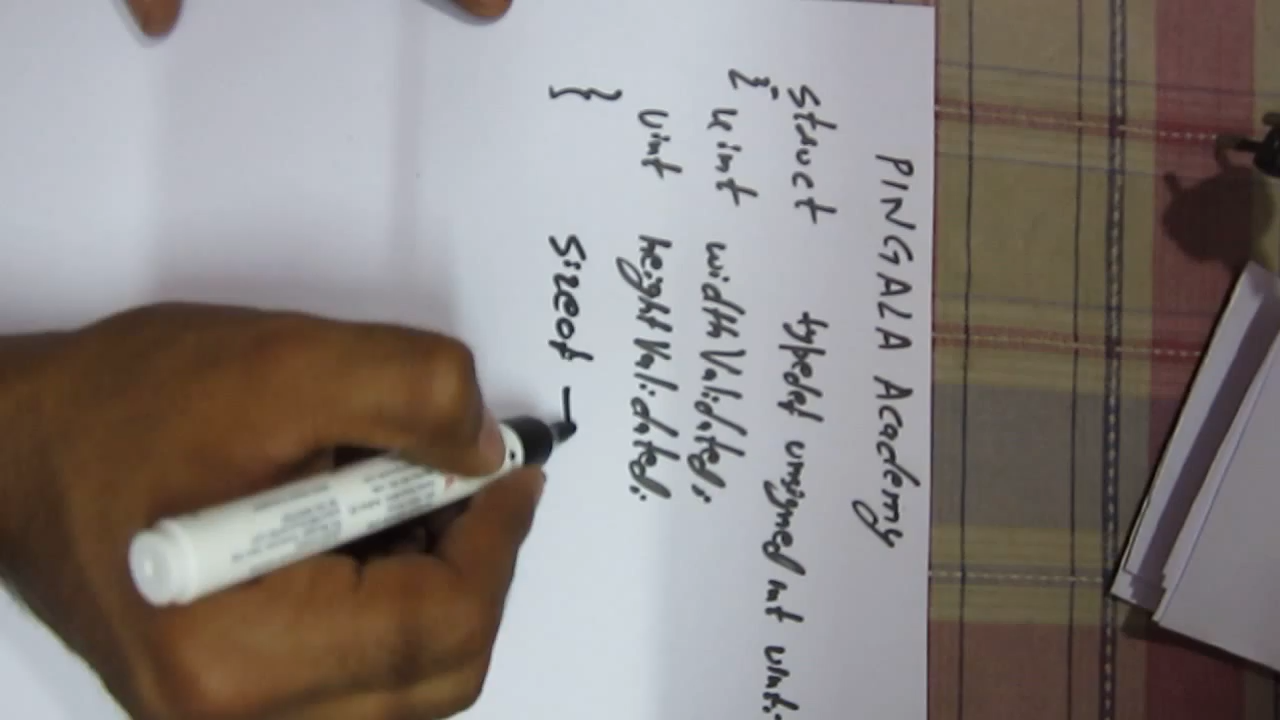 PINGALA Academy
struct typedef unsigned int uint;
{
uint widthValidated;
uint heightValidated;
}
Sizeof -